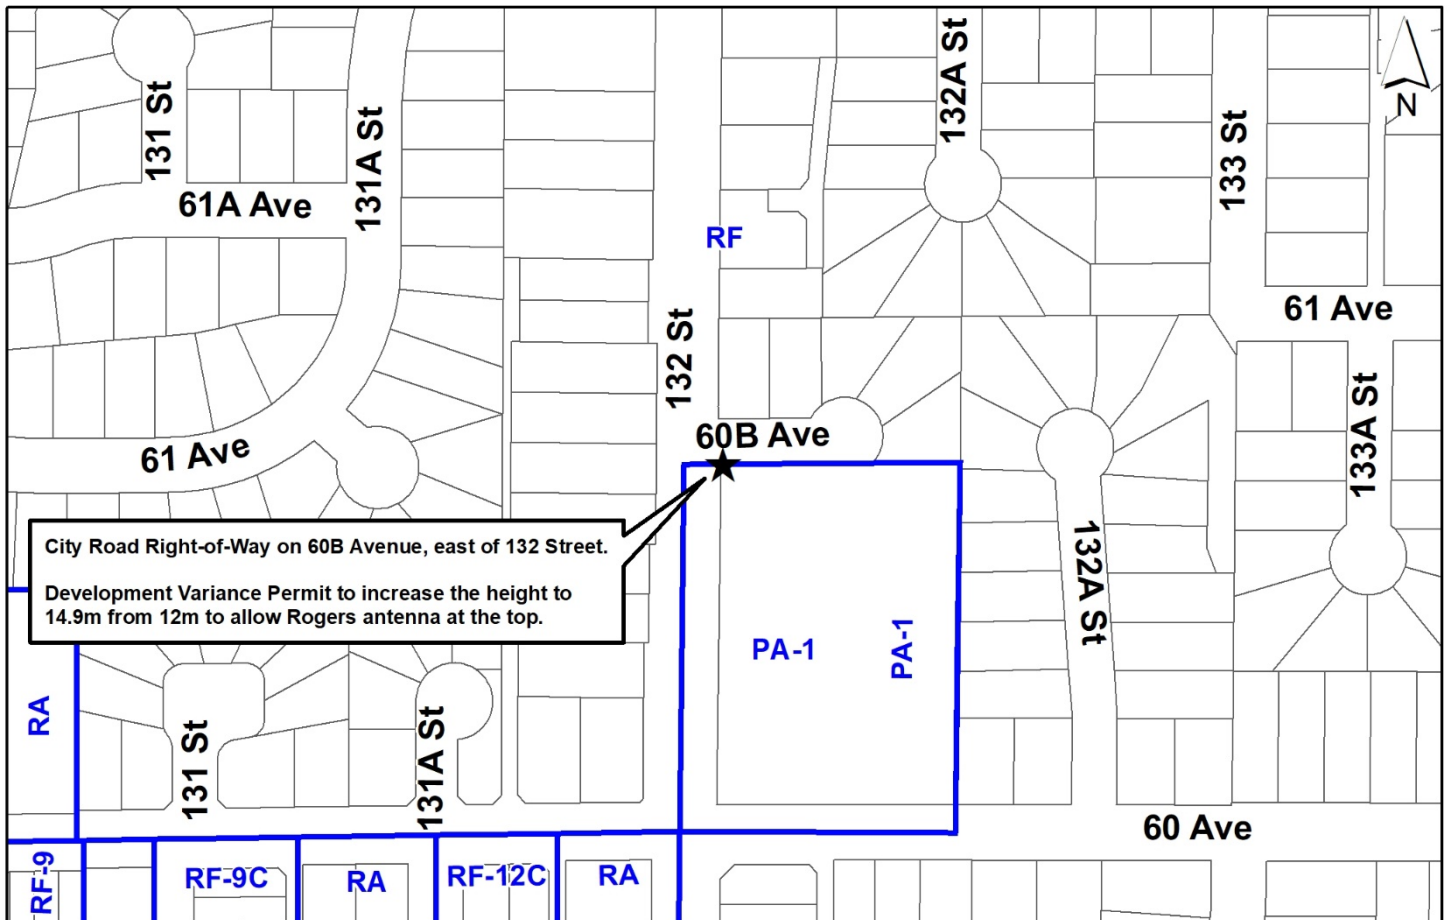 132A St
131 St
131A St
N
133 St
61A Ave
RF
61 Ave
132 St
133A St
60B Ave
61 Ave
City Road Right-of-Way on 60B Avenue, east of 132 Street.
Development Variance Permit to increase the height to
14.9m from 12m to allow Rogers antenna at the top.
132A St
PA-1
PA-1
RA
131 St
131A St
60 Ave
RF-9
RF-9C
RA
RF-12C
RA